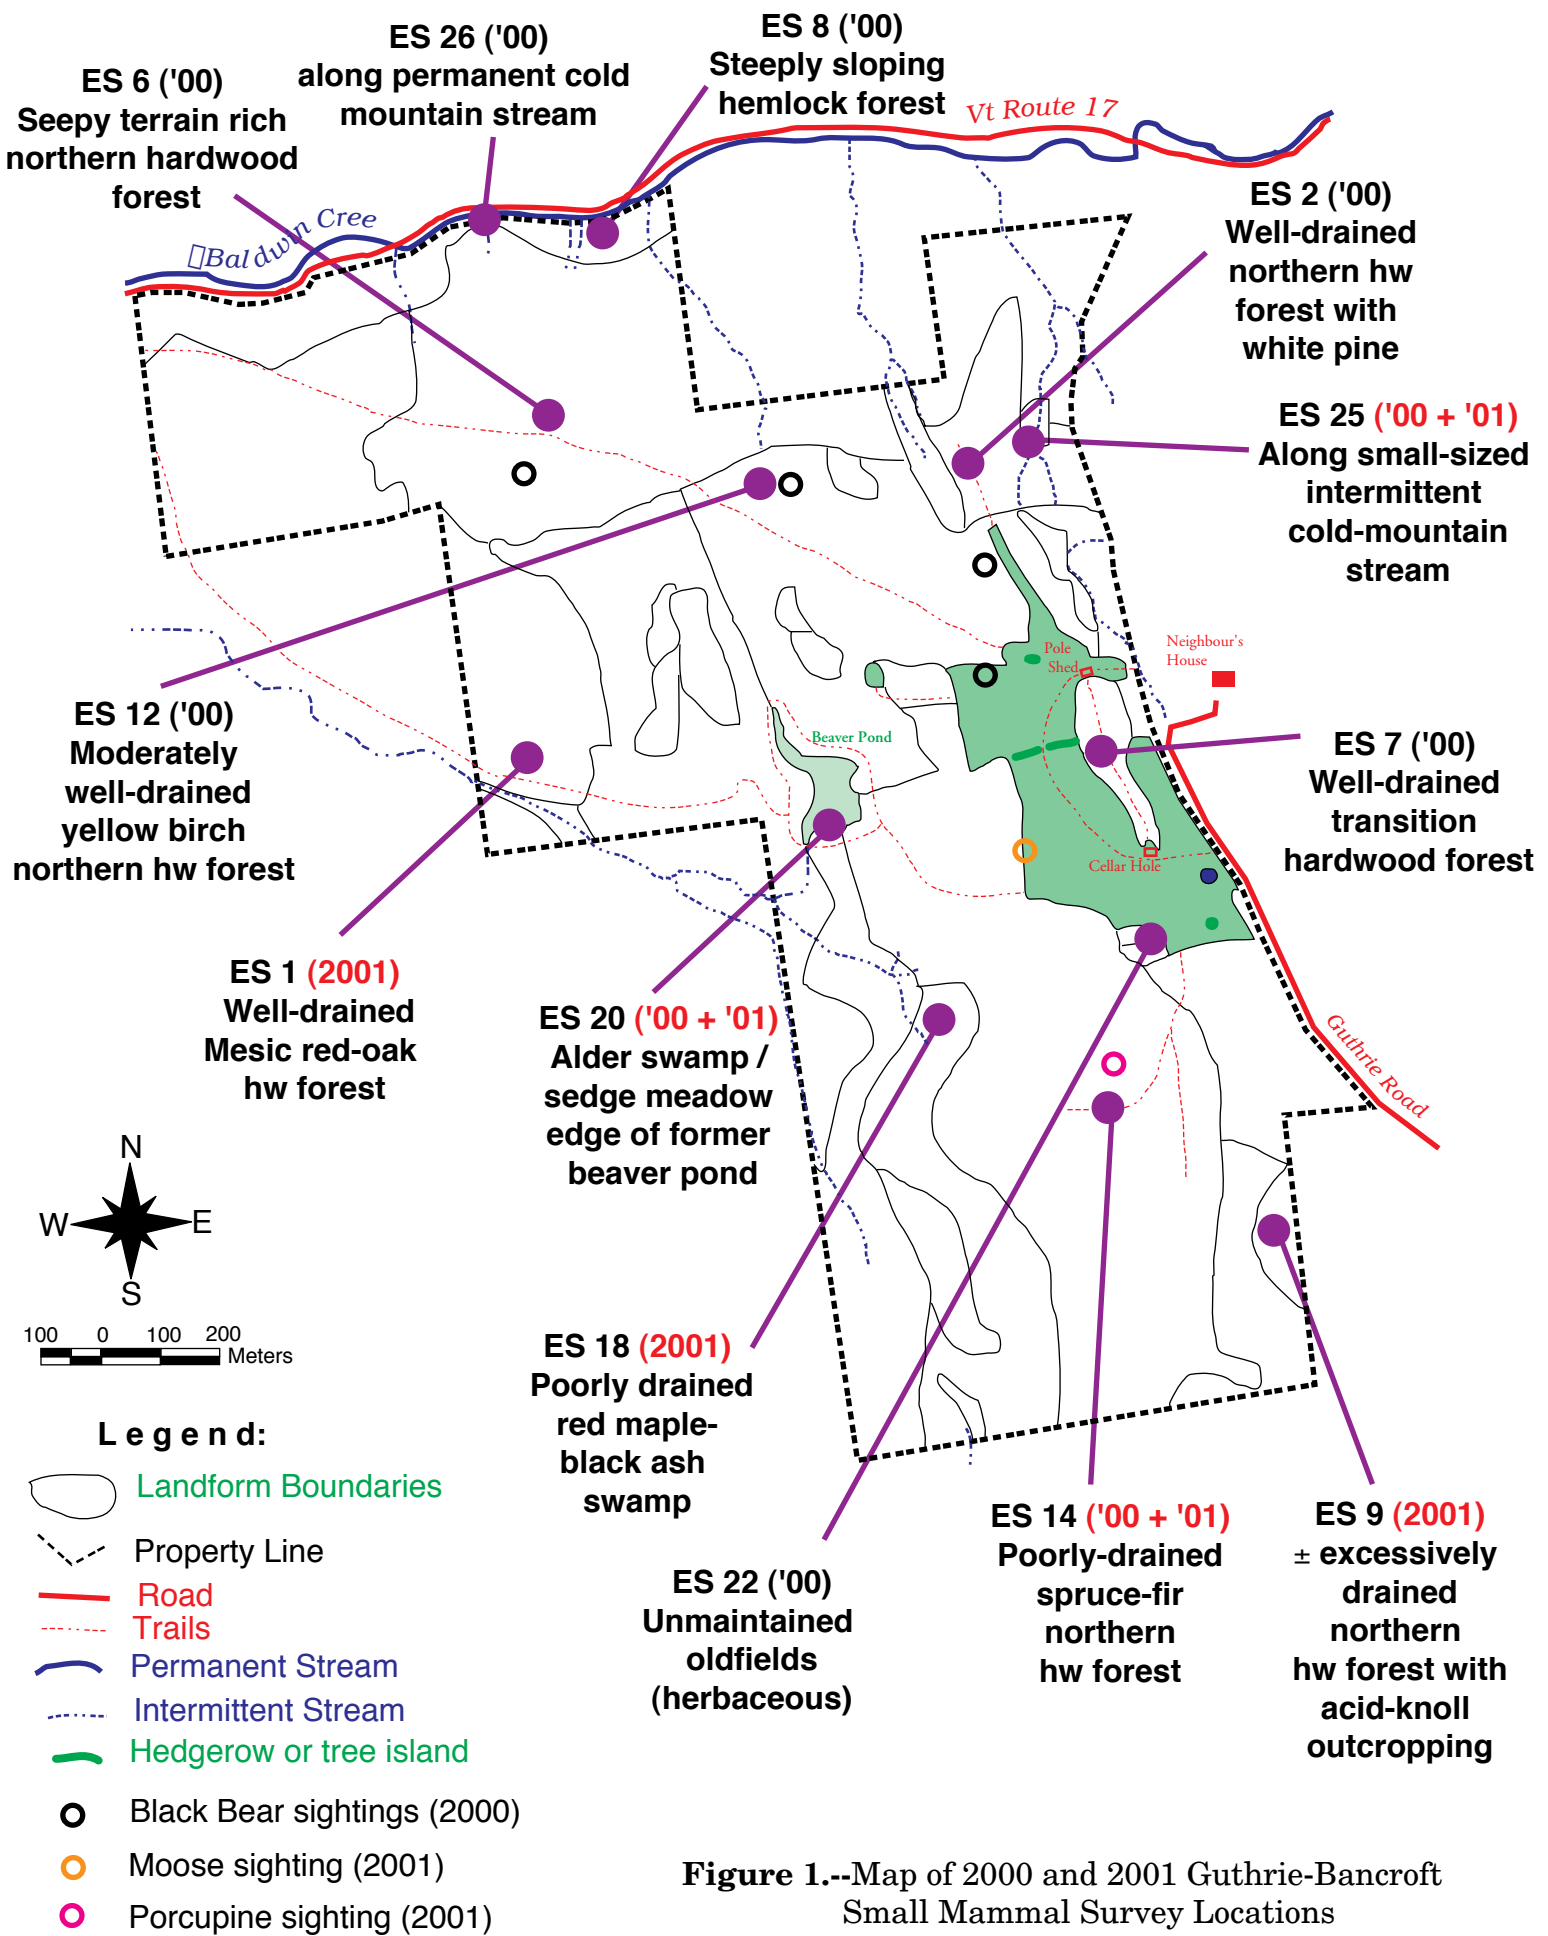 ES 26 ('00)
along permanent cold
mountain stream
ES 8 ('00)
Steeply sloping
hemlock forest
ES 6 ('00)
Seepy terrain rich
northern hardwood
forest
Vt Route 17
Baldwin Cree
ES 2 ('00)
Well-drained
northern hw
forest with
white pine
ES 25 ('00 + '01)
Along small-sized
intermittent
cold-mountain
stream
Neighbour's
House
Pole
Shed
Beaver Pond
Cellar Hole
ES 12 ('00)
Moderately
well-drained
yellow birch
northern hw forest
ES 7 ('00)
Well-drained
transition
hardwood forest
ES 1 (2001)
Well-drained
Mesic red-oak
hw forest
ES 20 ('00 + '01)
Alder swamp /
sedge meadow
edge of former
beaver pond
Guthrie Road
N
W
E
S
100 0 100 200
Meters
ES 18 (2001)
Poorly drained
red maple-
black ash
swamp
ES 22 ('00)
Unmaintained
oldfields
(herbaceous)
ES 14 ('00 + '01)
Poorly-drained
spruce-fir
northern
hw forest
ES 9 (2001)
± excessively
drained
northern
hw forest with
acid-knoll
outcropping
Legend:
Landform Boundaries
Property Line
Road
Trails
Permanent Stream
Intermittent Stream
Hedgerow or tree island
Black Bear sightings (2000)
Moose sighting (2001)
Porcupine sighting (2001)
Figure 1.--Map of 2000 and 2001 Guthrie-Bancroft
Small Mammal Survey Locations